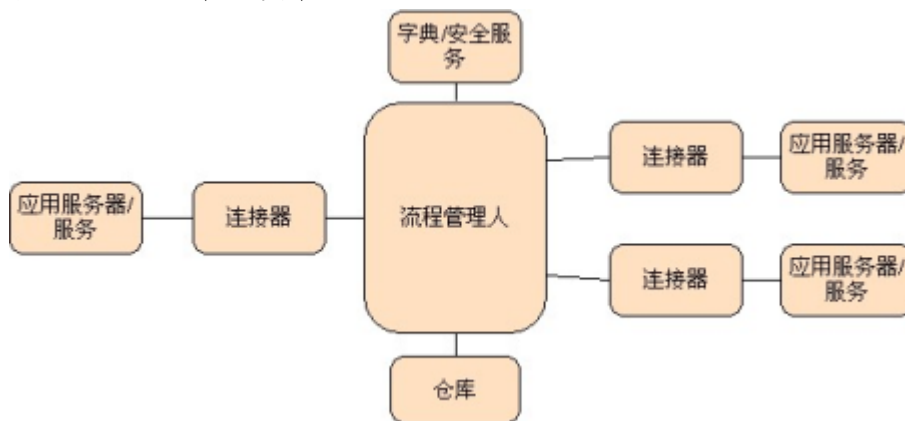 字典/安全服
务
连接器
应用服务器/
服务
应用服务器/
服务
连接器
流程管理人
连接器
应用服务器/
服务
仓库